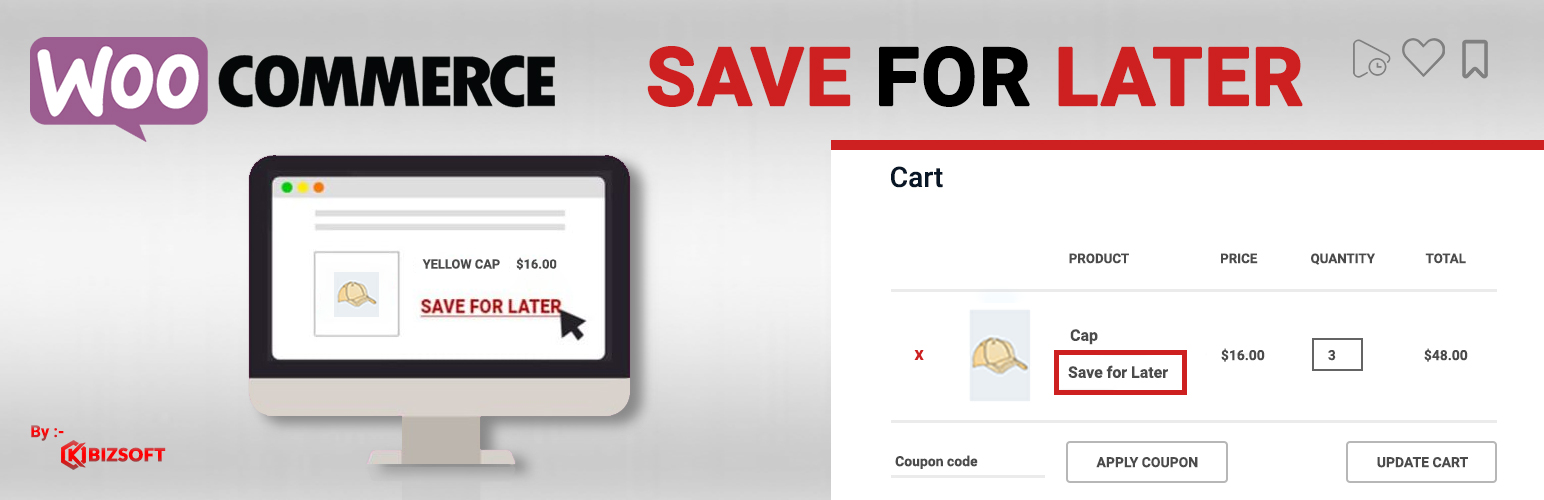 WOO COMMERCE
SAVE FOR LATER
YELLOW CAP $16.00
SAVE FOR LATER
By :-
KBIZSOFT
Cart
PRODUCT PRICE QUANTITY TOTAL
Cap
X $16.00 3 $48.00
Save for Later
Coupon code APPLY COUPON UPDATE CART